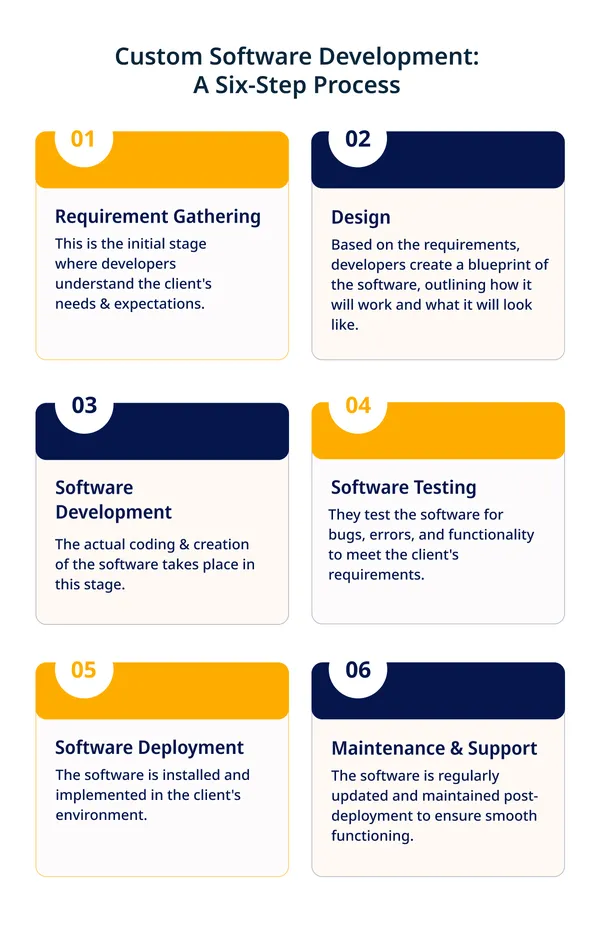 Custom Software Development:
A Six-Step Process
01
Requirement Gathering
This is the initial stage
where developers
understand the client's
needs & expectations.
02
Design
Based on the requirements,
developers create a blueprint of
the software, outlining how it
will work and what it will look
like.
03
Software
Development
The actual coding & creation
of the software takes place in
this stage.
04
Software Testing
They test the software for
bugs, errors, and functionality
to meet the client's
requirements.
05
Software Deployment
The software is installed and
implemented in the client's
environment.
06
Maintenance & Support
The software is regularly
updated and maintained post-
deployment to ensure smooth
functioning.